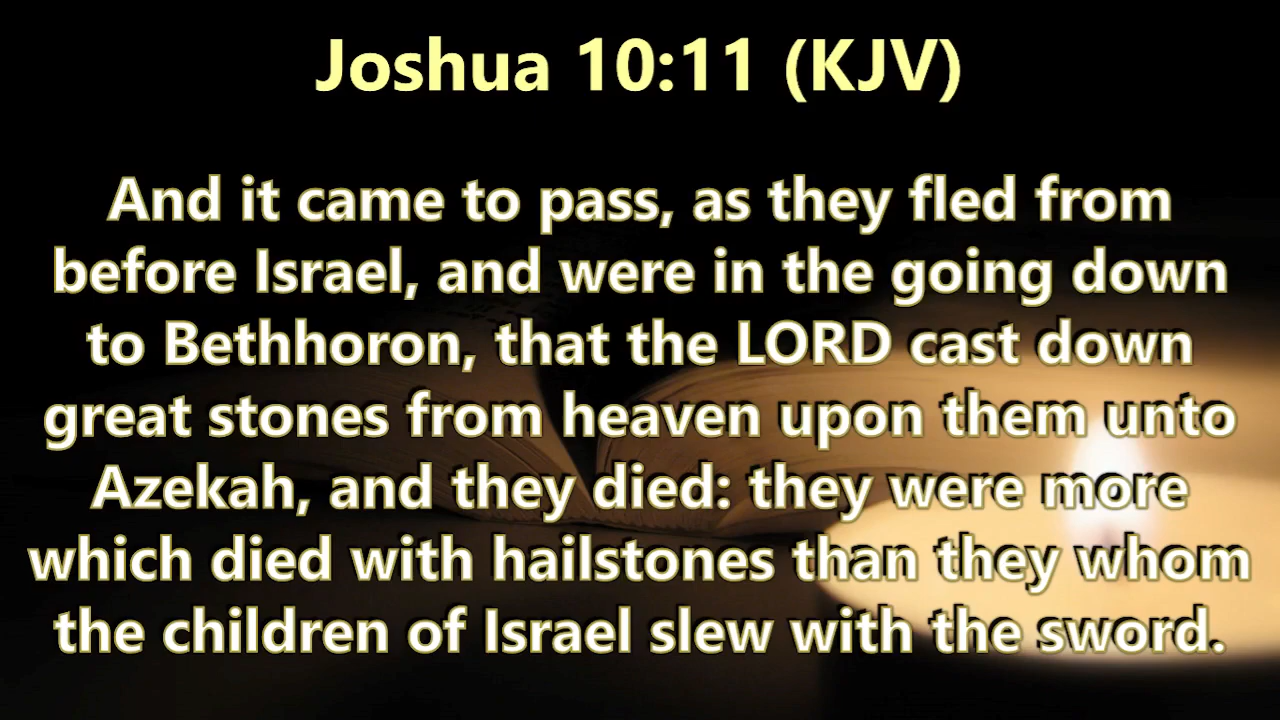 Joshua 10:11 (KJV)
And it came to pass, as they fled from
before Israel, and were in the going down
to Bethhoron, that the LORD cast down
great stones from heaven upon them unto
Azekah, and they died: they were more
which died with hailstones than they whom
the children of Israel slew with the sword.